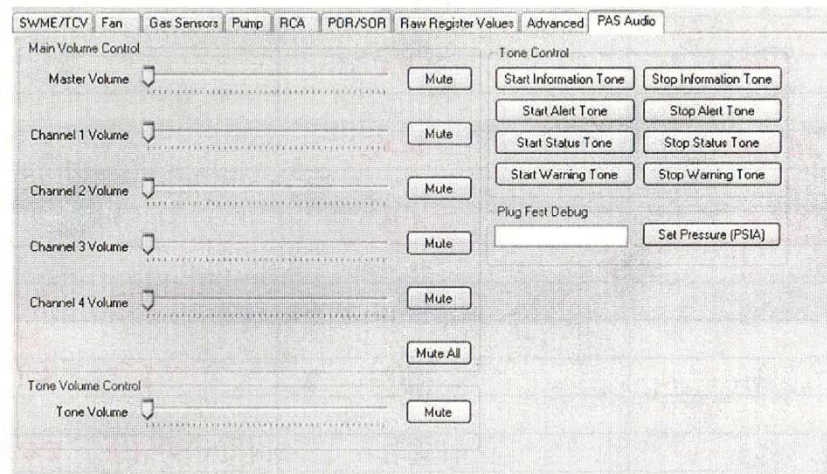 SWME/TCV Fan Gas Sensors Pump RCA POR/SOR Raw Register Values Advanced PAS Audio
Main Volume Control
Master Volume Mute
Channel 1 Volume Mute
Channel 2 Volume Mute
Channel 3 Volume Mute
Channel 4 Volume Mute
Mute All
Tone Volume Control
Tone Volume Mute
Tone Control
Start Information Tone Stop Information Tone
Start Alert Tone Stop Alert Tone
Start Status Tone Stop Status Tone
Start Warning Tone Stop Warning Tone
Plug Fest Debug
Set Pressure (PSIA)